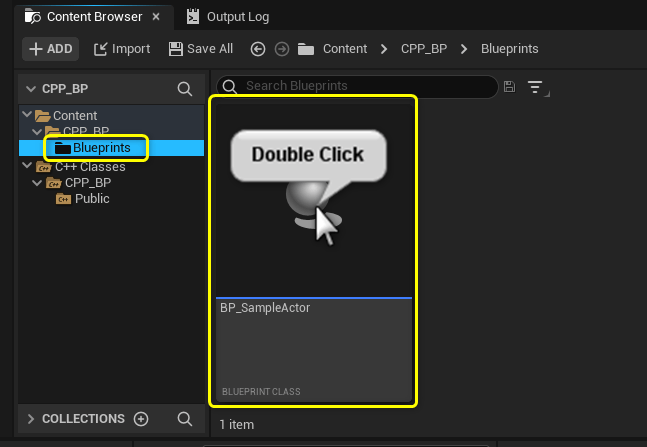 Content Browser
Output Log
ADD
Import
Save All
Content
CPP_BP
Blueprints
CPP_BP
Search Blueprints
Content
CPP_BP
Blueprints
C++ Classes
CPP_BP
Public
Double Click
BP_SampleActor
BLUEPRINT CLASS
COLLECTIONS
1 item